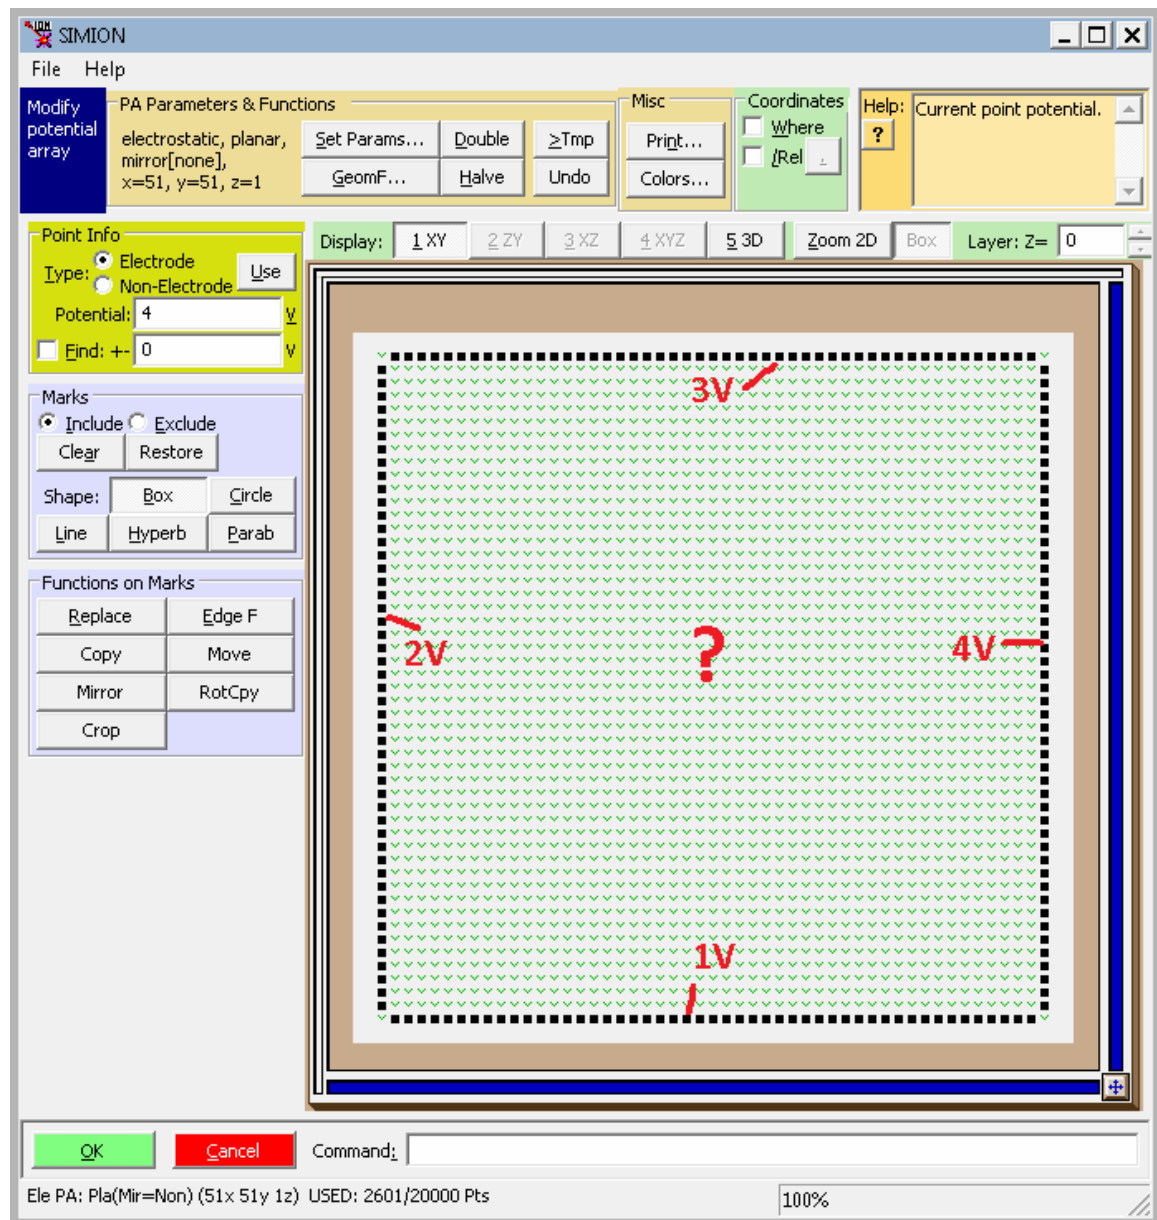 SIMION
File Help
Modify potential array
PA Parameters & Functions
electrostatic, planar,
mirror[none],
x=51, y=51, z=1
Set Params... Double >Tmp
GeomF... Halve Undo
Misc
Print...
Colors...
Coordinates
Where
/Rel .
Help:
?
Current point potential.
Point Info
Type: Electrode
Non-Electrode
Use
Potential: 4 V
Find: +- 0 V
Marks
Include Exclude
Clear Restore
Shape: Box Circle
Line Hyperb Parab
Functions on Marks
Replace Edge F
Copy Move
Mirror RotCpy
Crop
Display: 1 XY 2 ZY 3 XZ 4 XYZ 5 3D Zoom 2D Box Layer: Z= 0
3V
2V
?
4V
1V
OK Cancel Command:
Ele PA: Pla(Mir=Non) (51x 51y 1z) USED: 2601/20000 Pts
100%